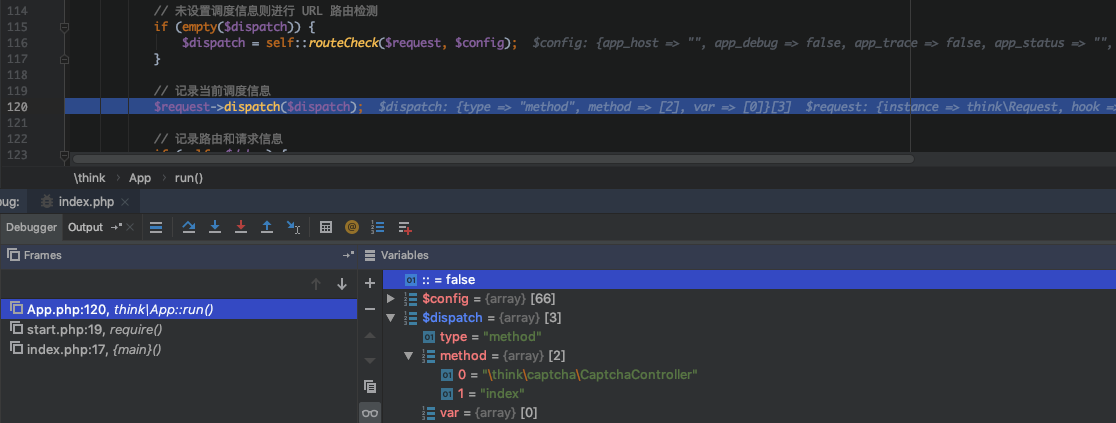 114 // 未设置调度信息则进行 URL 路由检测
115 if (empty($dispatch)) {
116 $dispatch = self::routeCheck($request, $config); $config: {app_host => "", app_debug => false, app_trace => false, app_status => "",
117 }
118
119 // 记录当前调度信息
120 $request->dispatch($dispatch); $dispatch: {type => "method", method => [2], var => [0]}[3] $request: {instance => think\Request, hook =>
121
122 // 记录路由和请求信息
123
\think › App › run()
ug: index.php ×
Debugger Output
Frames Variables
:: = false
App.php:120, think|App::run() $config = {array} [66]
start.php:19, require() $dispatch = {array} [3]
type = "method"
index.php:17, {main}() method = {array} [2]
0 = "\think\captcha\CaptchaController"
1 = "index"
var = {array} [0]